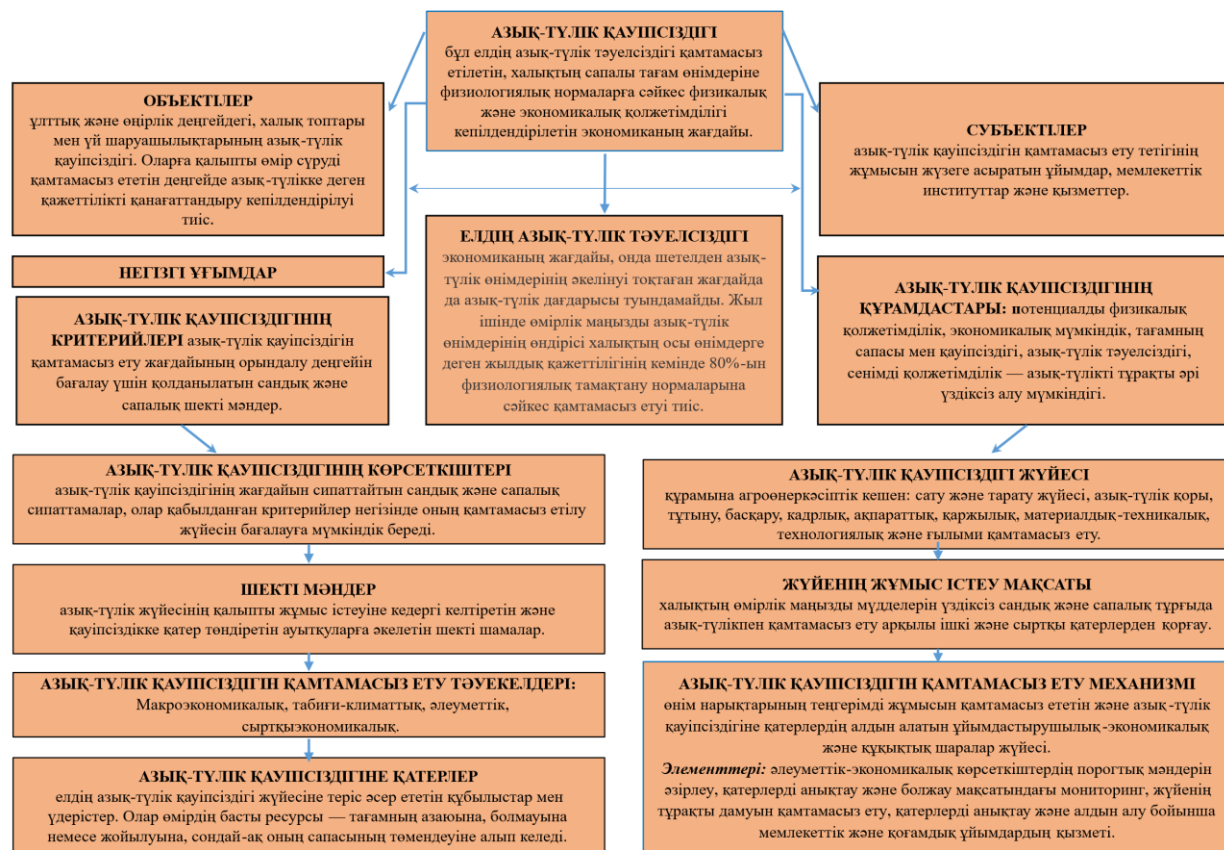 АЗЫҚ-ТҮЛІК ҚАУІПСІЗДІГІ
бұл елдің азық-түлік тәуелсіздігі қамтамасыз
етілетін, халықтың сапалы тағам өнімдеріне
физиологиялық нормаларға сәйкес физикалық
және экономикалық қолжетімділігі
кепілдендірілетін экономиканың жағдайы.
ОБЪЕКТІЛЕР
ұлттық және өңірлік деңгейдегі, халық топтары
мен үй шаруашылықтарының азық-түлік
қауіпсіздігі. Оларға қалыпты өмір сүруді
қамтамасыз ететін деңгейде азық-түлікке деген
қажеттілікті қанағаттандыру кепілдендірілуі
тиіс.
СУБЪЕКТІЛЕР
азық-түлік қауіпсіздігін қамтамасыз ету тетігінің
жұмысын жүзеге асыратын ұйымдар, мемлекеттік
институттар және қызметтер.
ЕЛДІҢ АЗЫҚ-ТҮЛІК ТӘУЕЛСІЗДІГІ
экономиканың жағдайы, онда шетелден азық-
түлік өнімдерінің әкелінуі тоқтаған жағдайда
да азық-түлік дағдарысы туындамайды. Жыл
ішінде өмірлік маңызды азық-түлік
өнімдерінің өндірісі халықтың осы өнімдерге
деген жылдық қажеттілігінің кемінде 80%-ын
физиологиялық тамақтану нормаларына
сәйкес қамтамасыз етуі тиіс.
НЕГІЗГІ ҰҒЫМДАР
АЗЫҚ-ТҮЛІК ҚАУІПСІЗДІГІНІҢ
КРИТЕРИЙЛЕРІ азық-түлік қауіпсіздігін
қамтамасыз ету жағдайының орындалу деңгейін
бағалау үшін қолданылатын сандық және
сапалық шекті мәндер.
АЗЫҚ-ТҮЛІК ҚАУІПСІЗДІГІНІҢ
ҚҰРАМДАСТАРЫ: потенциалды физикалық
қолжетімділік, экономикалық мүмкіндік, тағамның
сапасы мен қауіпсіздігі, азық-түлік тәуелсіздігі,
сенімді қолжетімділік — азық-түлікті тұрақты әрі
үздіксіз алу мүмкіндігі.
АЗЫҚ-ТҮЛІК ҚАУІПСІЗДІГІНІҢ КӨРСЕТКІШТЕРІ
азық-түлік қауіпсіздігінің жағдайын сипаттайтын сандық және сапалық
сипаттамалар, олар қабылданған критерийлер негізінде оның қамтамасыз етілу
жүйесін бағалауға мүмкіндік береді.
АЗЫҚ-ТҮЛІК ҚАУІПСІЗДІГІ ЖҮЙЕСІ
құрамына агроөнеркәсіптік кешен: сату және тарату жүйесі, азық-түлік қоры,
тұтыну, басқару, кадрлық, ақпараттық, қаржылық, материалдық-техникалық,
технологиялық және ғылыми қамтамасыз ету.
ШЕКТІ МӘНДЕР
азық-түлік жүйесінің қалыпты жұмыс істеуіне кедергі келтіретін және
қауіпсіздікке қатер төндіретін ауытқуларға әкелетін шекті шамалар.
ЖҮЙЕНІҢ ЖҰМЫС ІСТЕУ МАҚСАТЫ
халықтың өмірлік маңызды мүдделерін үздіксіз сандық және сапалық тұрғыда
азық-түлікпен қамтамасыз ету арқылы ішкі және сыртқы қатерлерден қорғау.
АЗЫҚ-ТҮЛІК ҚАУІПСІЗДІГІН ҚАМТАМАСЫЗ ЕТУ ТӘУЕКЕЛДЕРІ:
Макроэкономикалық, табиғи-климаттық, әлеуметтік,
сыртқыэкономикалық.
АЗЫҚ-ТҮЛІК ҚАУІПСІЗДІГІНЕ ҚАТЕРЛЕР
елдің азық-түлік қауіпсіздігі жүйесіне теріс әсер ететін құбылыстар мен
үдерістер. Олар өмірдің басты ресурсы — тағамның азаюына, болмауына
немесе жойылуына, сондай-ақ оның сапасының төмендеуіне алып келеді.
АЗЫҚ-ТҮЛІК ҚАУІПСІЗДІГІН ҚАМТАМАСЫЗ ЕТУ МЕХАНИЗМІ
өнім нарықтарының теңгерімді жұмысын қамтамасыз ететін және азық-түлік
қауіпсіздігіне қатерлердің алдын алатын ұйымдастырушылық-экономикалық
және құқықтық шаралар жүйесі.
Элементтері: әлеуметтік-экономикалық көрсеткіштердің порогтық мәндерін
әзірлеу, қатерлерді анықтау және болжау мақсатындағы мониторинг, жүйенің
тұрақты дамуын қамтамасыз ету, қатерлерді анықтау және алдын алу бойынша
мемлекеттік және қоғамдық ұйымдардың қызметі.